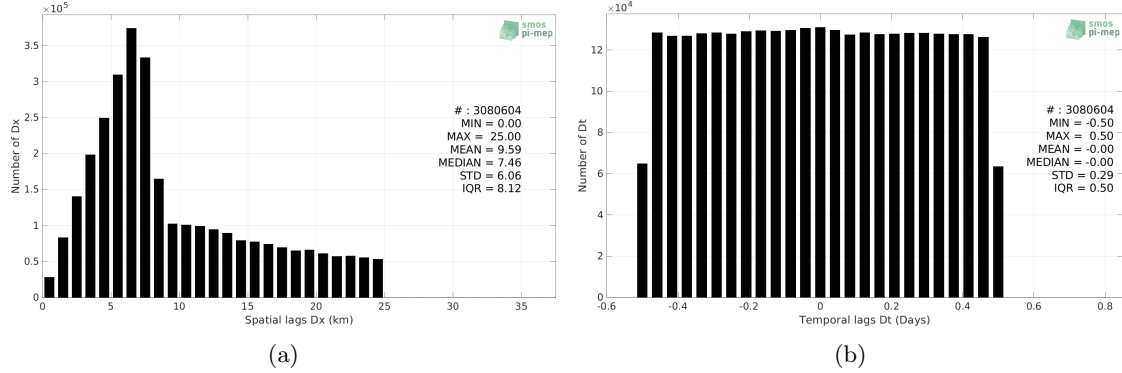 ×10⁵
3.5
3
2.5
2
1.5
1
0.5
0
0
5
10
15
20
25
30
35
Number of Dx
Spatial lags Dx (km)
smos
pi-mep
# : 3080604
MIN = 0.00
MAX = 25.00
MEAN = 9.59
MEDIAN = 7.46
STD = 6.06
IQR = 8.12
(a)
×10⁴
12
10
8
6
4
2
0
-0.6
-0.4
-0.2
0
0.2
0.4
0.6
0.8
Number of Dt
Temporal lags Dt (Days)
smos
pi-mep
# : 3080604
MIN = -0.50
MAX = 0.50
MEAN = -0.00
MEDIAN = -0.00
STD = 0.29
IQR = 0.50
(b)